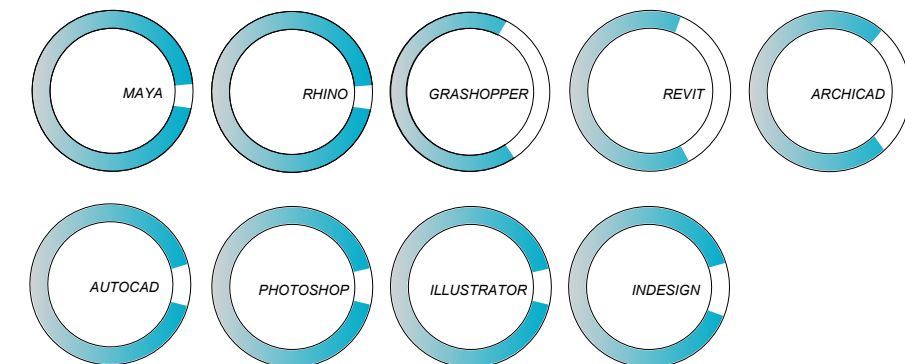 MAYA
RHINO
GRASHOPPER
REVIT
ARCHICAD
AUTOCAD
PHOTOSHOP
ILLUSTRATOR
INDESIGN